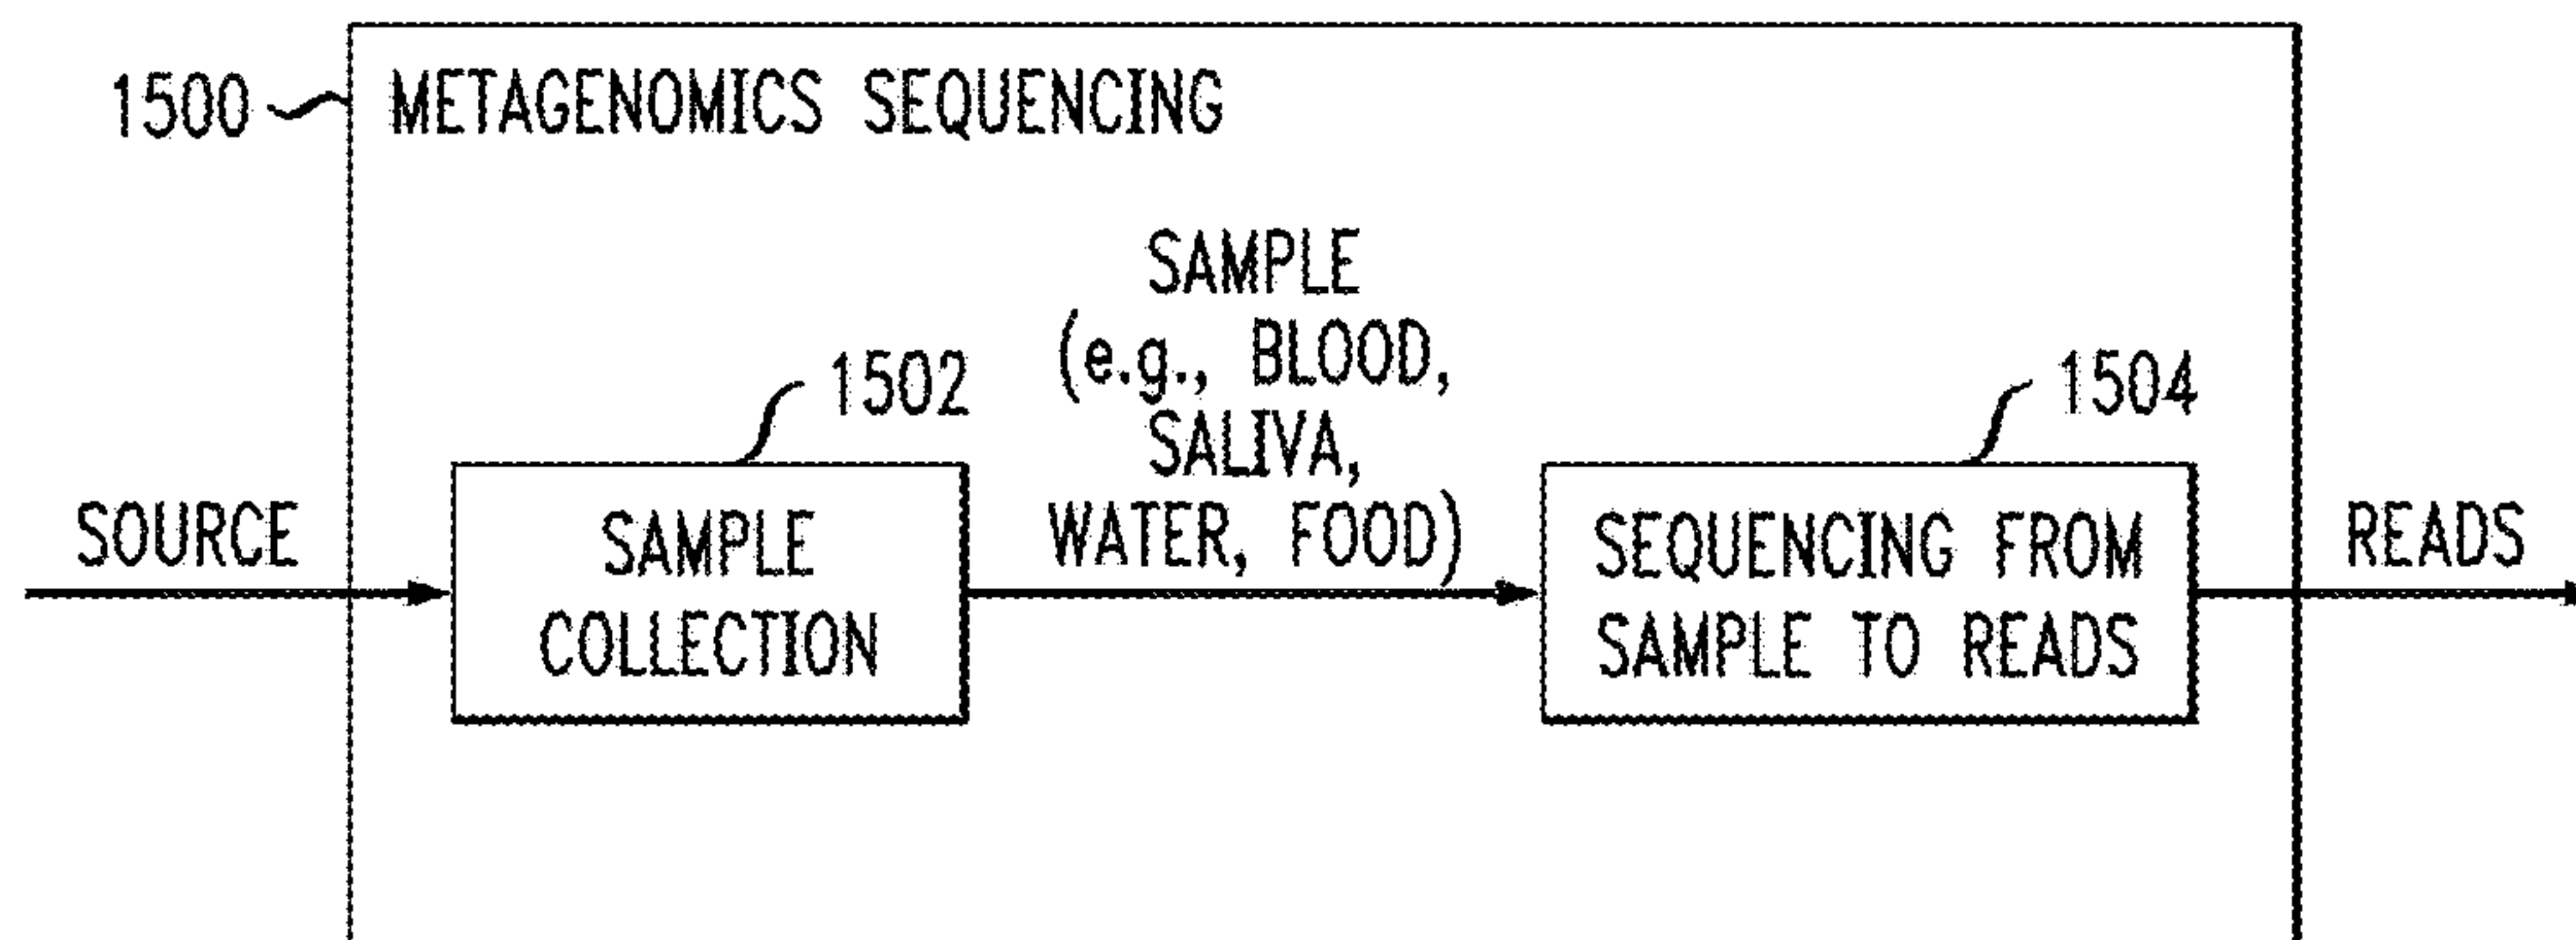 1500 METAGENOMICS SEQUENCING
SAMPLE
(e.g., BLOOD,
SALIVA,
WATER, FOOD)
1502
1504
SOURCE
SAMPLE
COLLECTION
SEQUENCING FROM
SAMPLE TO READS
READS